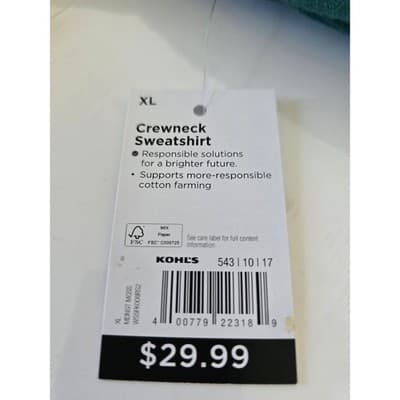 XL
Crewneck
Sweatshirt
• Responsible solutions
for a brighter future.
• Supports more-responsible
cotton farming
FSC
MIX
Paper
See care label for full content
information.
KOHL'S 543 | 10 | 17
XL
4 00779 22318 9
$29.99